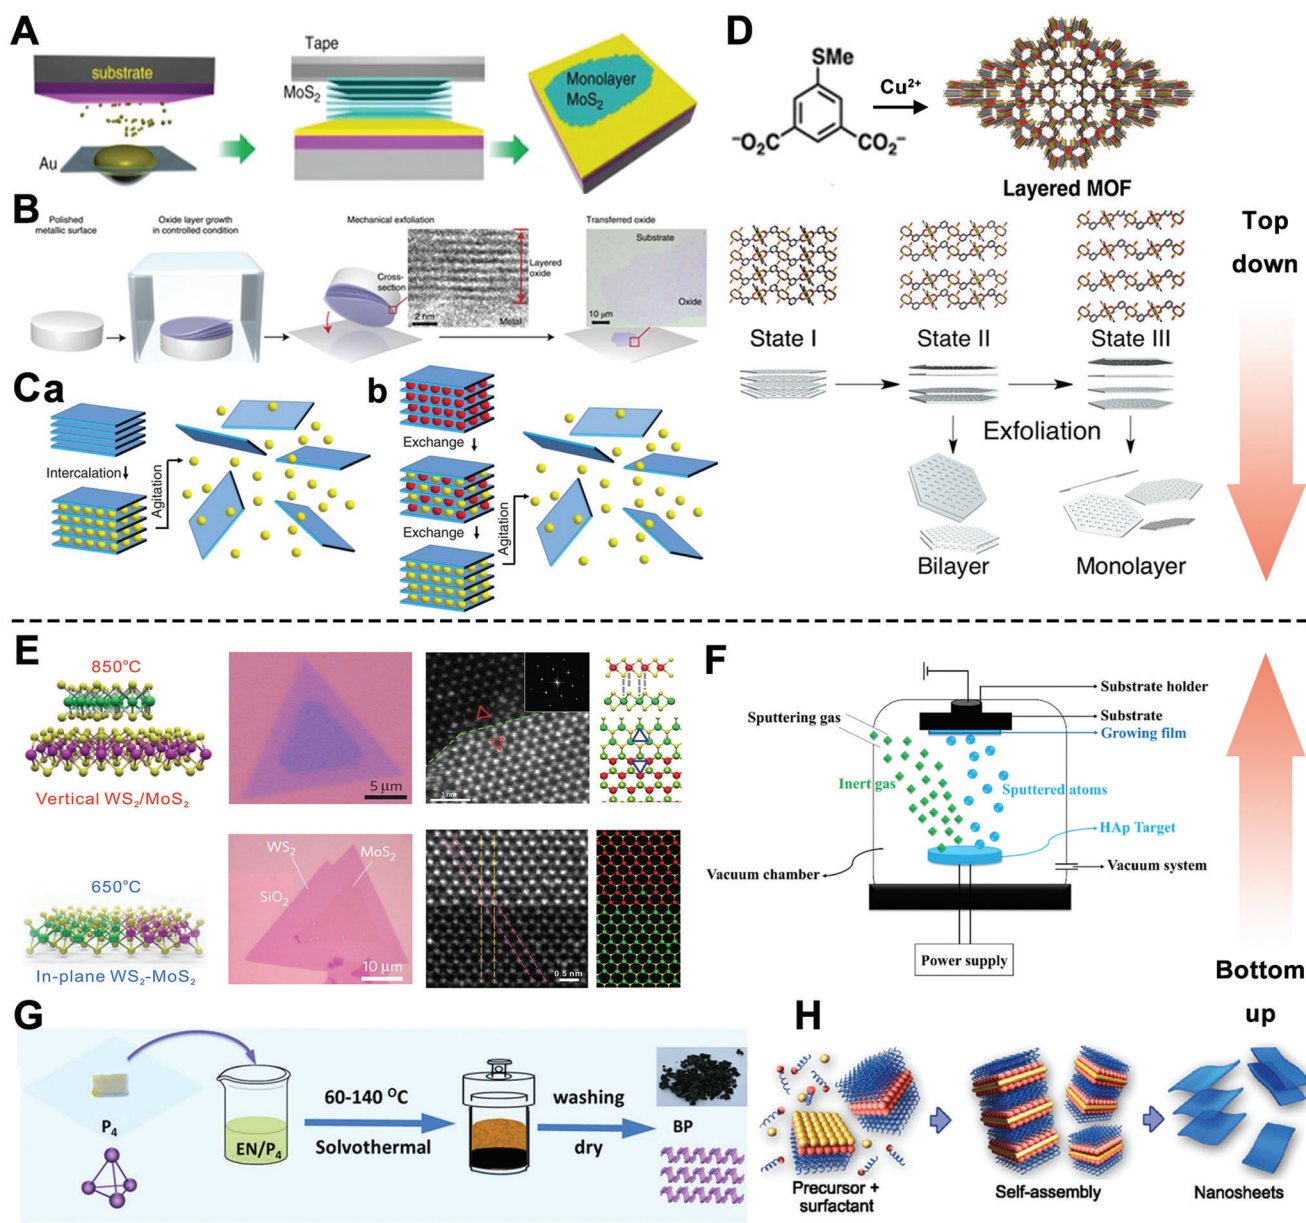 A
substrate
Au
Tape
MoS₂
Monolayer
MoS₂
B
Polished
metallic surface
Oxide layer growth
in controlled condition
Mechanical exfoliation
Cross-
section
2 nm
Metal
Layered
oxide
Transferred oxide
Substrate
Oxide
10 μm
Ca
Intercalation
Agitation
b
Exchange
Exchange
Agitation
D
SMe
⁻O₂C
CO₂⁻
Cu²⁺
Layered MOF
State I
State II
State III
Exfoliation
Bilayer
Monolayer
Top
down
E
850°C
Vertical WS₂/MoS₂
5 μm
1 nm
650°C
In-plane WS₂-MoS₂
WS₂
MoS₂
SiO₂
10 μm
0.5 nm
F
Substrate holder
Substrate
Growing film
Sputtering gas
Inert gas
Sputtered atoms
HAp Target
Vacuum chamber
Vacuum system
Power supply
Bottom
up
G
P₄
EN/P₄
60-140 ᴼC
Solvothermal
washing
dry
BP
H
Precursor +
surfactant
Self-assembly
Nanosheets